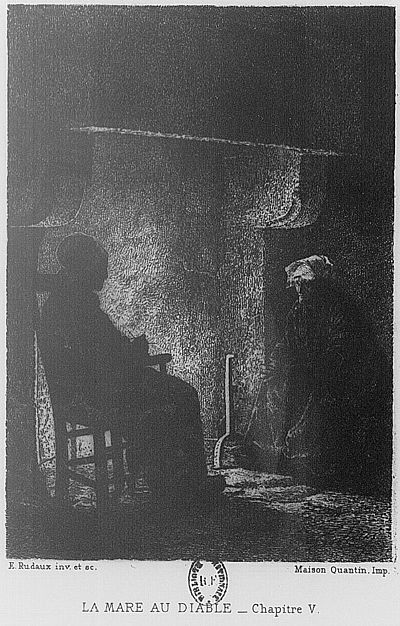 E. Rudaux inv. et sc.
Maison Quantin. Imp.
LA MARE AU DIABLE — Chapitre V.